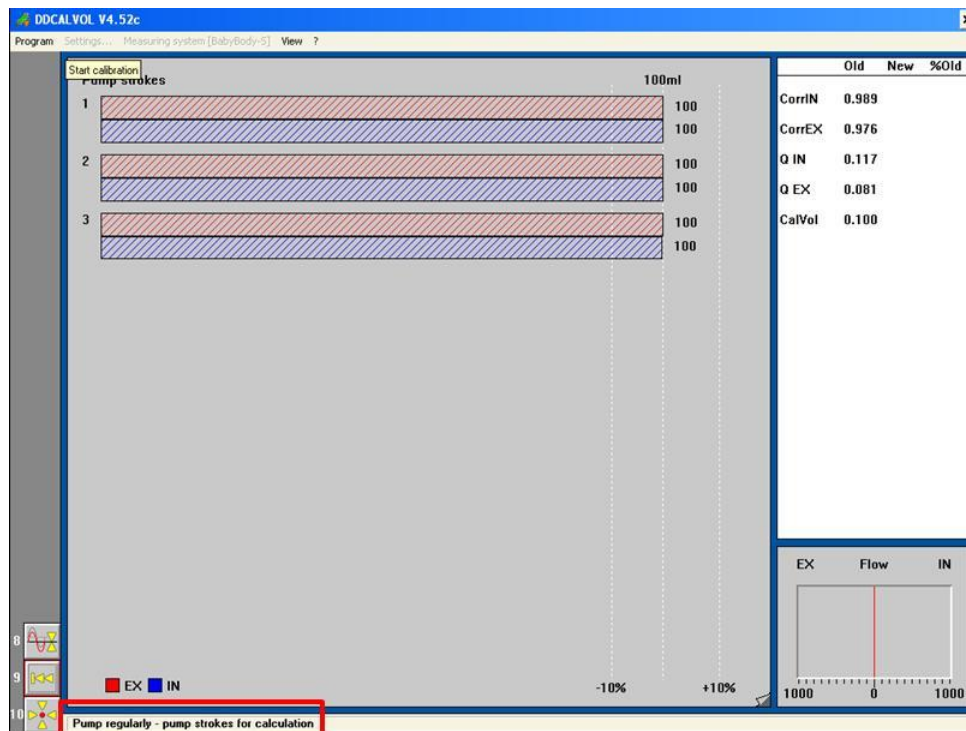 DDCALVOL V4.52c
Program Settings... Measuring system [BabyBody-S] View ?
Start calibration
Pump strokes 100ml
1 100
100
2 100
100
3 100
100
Old New %Old
CorrIN 0.989
CorrEX 0.976
Q IN 0.117
Q EX 0.081
CalVol 0.100
EX Flow IN
1000 0 1000
8
9
10
EX IN -10% +10%
Pump regularly - pump strokes for calculation